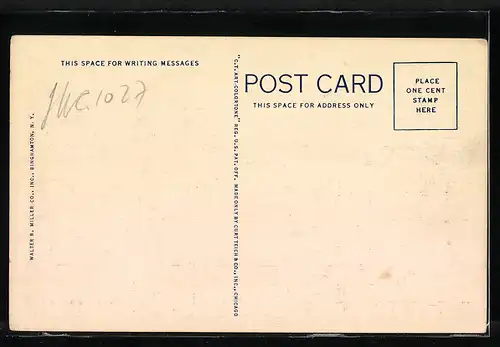 THIS SPACE FOR WRITING MESSAGES
WALTER R. MILLER CO., INC., BINGHAMTON, N. Y.
"C.T. ART-COLORTONE" REG. U.S. PAT. OFF. MADE ONLY BY CURT TEICH & CO., INC., CHICAGO
POST CARD
THIS SPACE FOR ADDRESS ONLY
PLACE
ONE CENT
STAMP
HERE